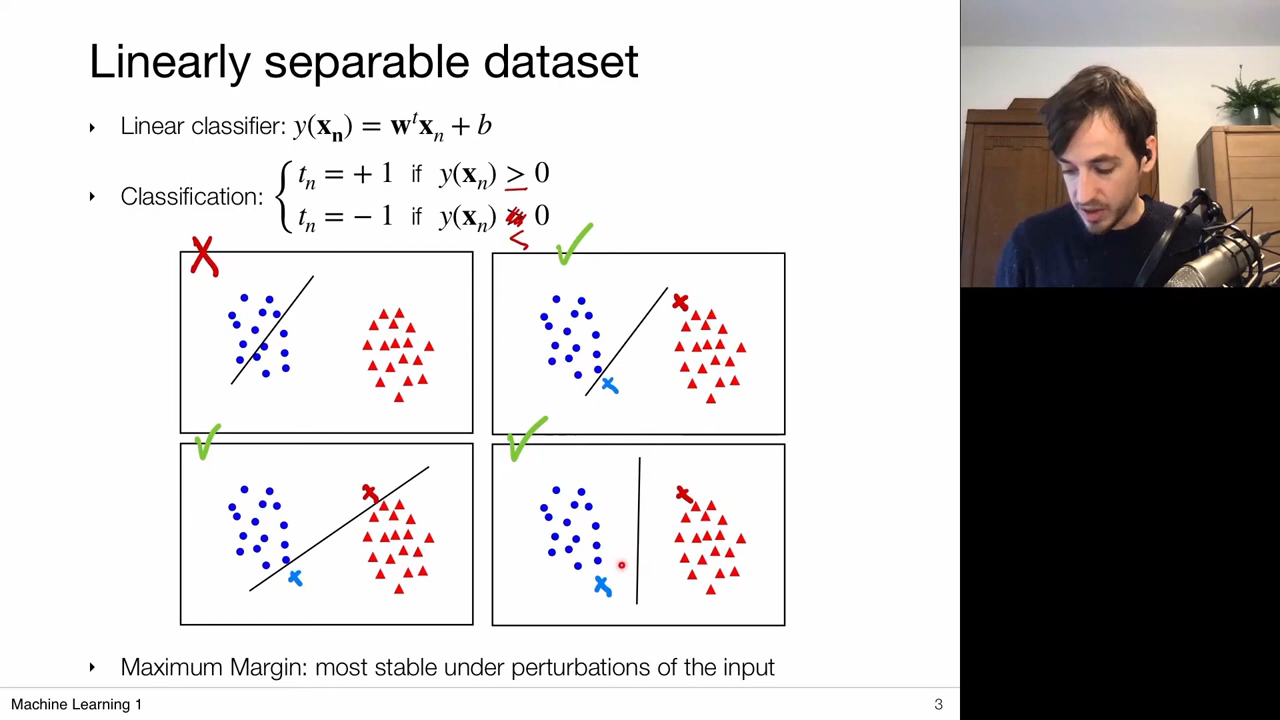 Linearly separable dataset
Linear classifier: y(𝐱ₙ) = 𝐰ᵗ𝐱ₙ + b
Classification: { tₙ = + 1 if y(𝐱ₙ) > 0
tₙ = − 1 if y(𝐱ₙ) 0
<
Maximum Margin: most stable under perturbations of the input
Machine Learning 1
3